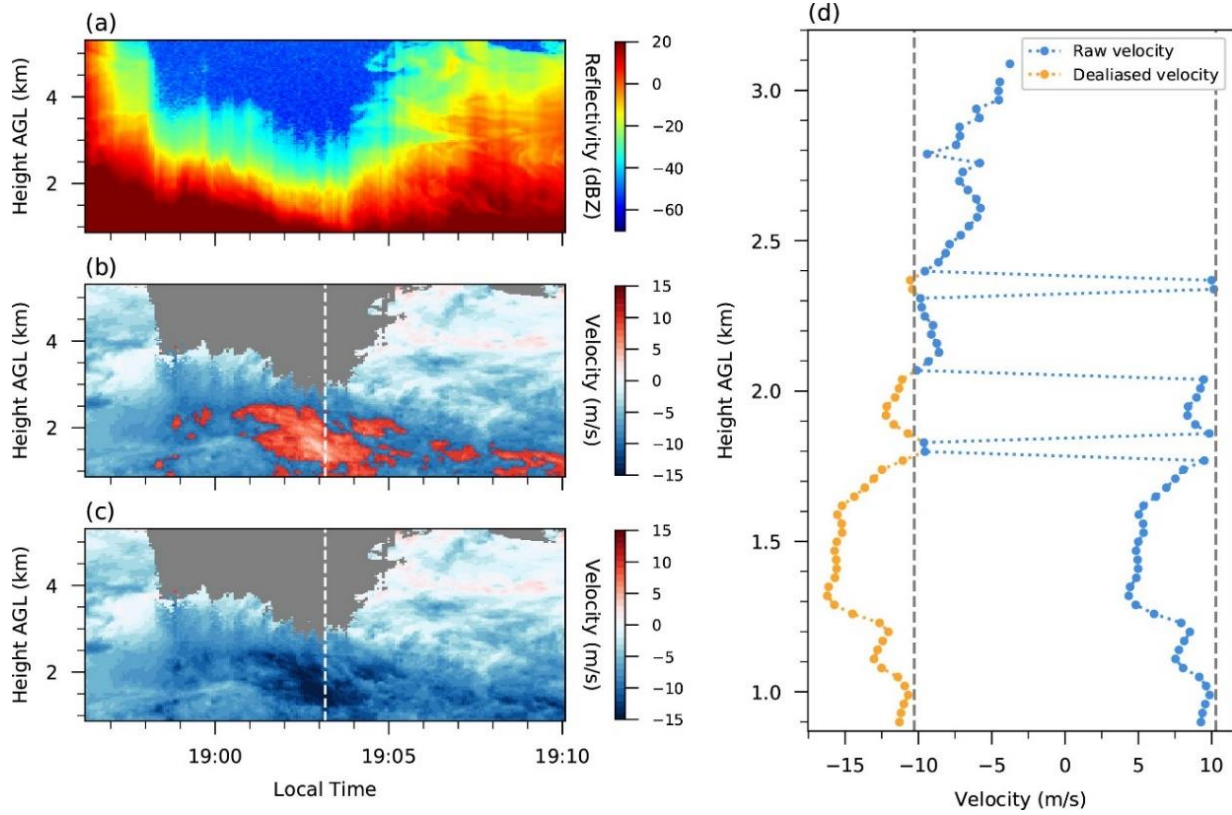 (a)
Height AGL (km)
4
2
20
0
−20
−40
−60
Reflectivity (dBZ)
(b)
Height AGL (km)
4
2
15
10
5
0
−5
−10
−15
Velocity (m/s)
(c)
Height AGL (km)
4
2
15
10
5
0
−5
−10
−15
Velocity (m/s)
19:00
19:05
19:10
Local Time
(d)
Raw velocity
Dealiased velocity
Height AGL (km)
3.0
2.5
2.0
1.5
1.0
−15
−10
−5
0
5
10
Velocity (m/s)